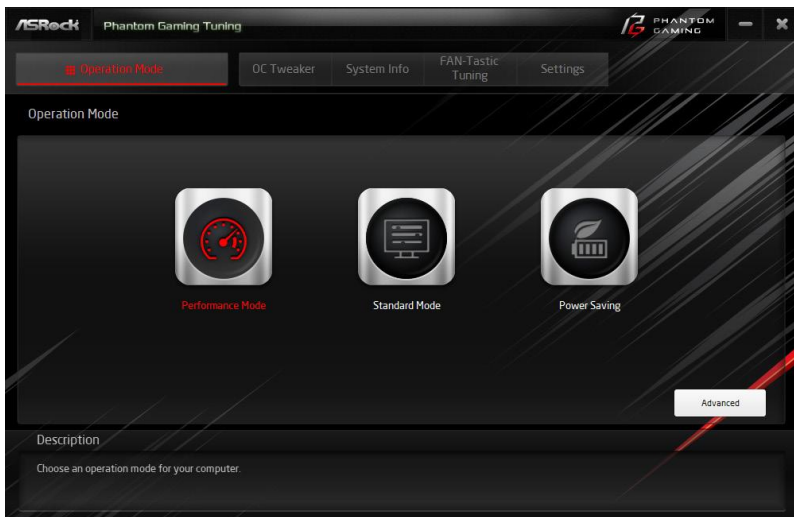 ASRock
Phantom Gaming Tuning
PHANTOM
GAMING
Operation Mode
OC Tweaker
System Info
FAN-Tastic
Tuning
Settings
Operation Mode
Performance Mode
Standard Mode
Power Saving
Advanced
Description
Choose an operation mode for your computer.